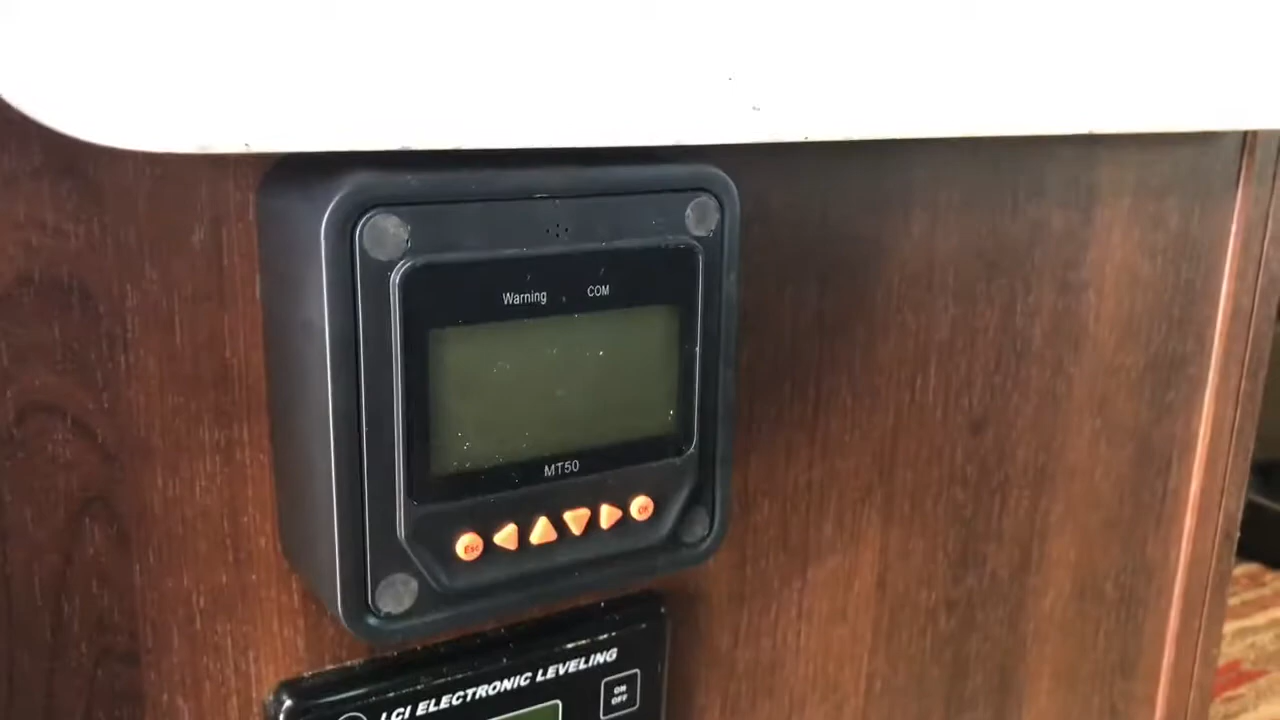 Warning COM
MT50
Esc OK
LCI ELECTRONIC LEVELING
ON
OFF